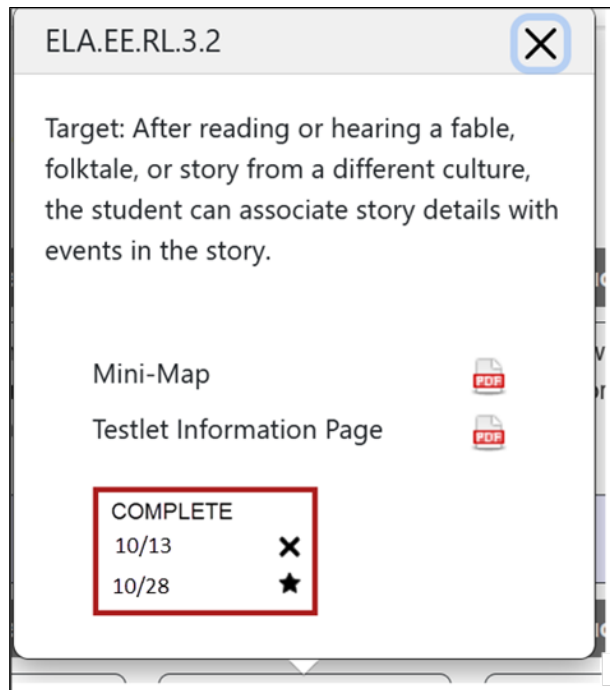 ELA.EE.RL.3.2
Target: After reading or hearing a fable,
folktale, or story from a different culture,
the student can associate story details with
events in the story.
Mini-Map
PDF
Testlet Information Page
PDF
COMPLETE
10/13
10/28